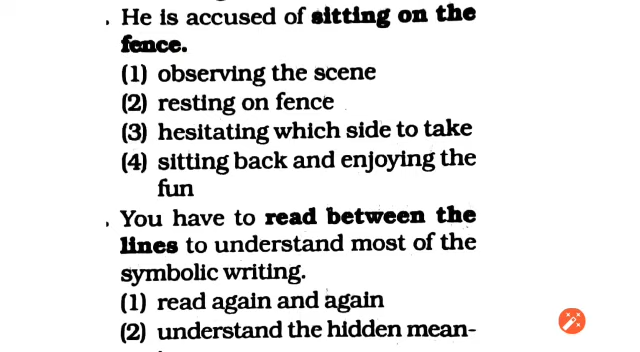 . He is accused of sitting on the
fence.
(1) observing the scene
(2) resting on fence
(3) hesitating which side to take
(4) sitting back and enjoying the
fun
. You have to read between the
lines to understand most of the
symbolic writing.
(1) read again and again
(2) understand the hidden mean-